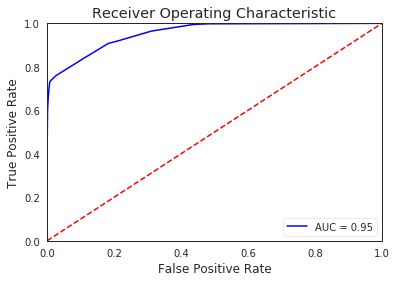 Receiver Operating Characteristic
1.0
0.8
0.6
0.4
0.2
0.0
True Positive Rate
0.0 0.2 0.4 0.6 0.8 1.0
False Positive Rate
AUC = 0.95